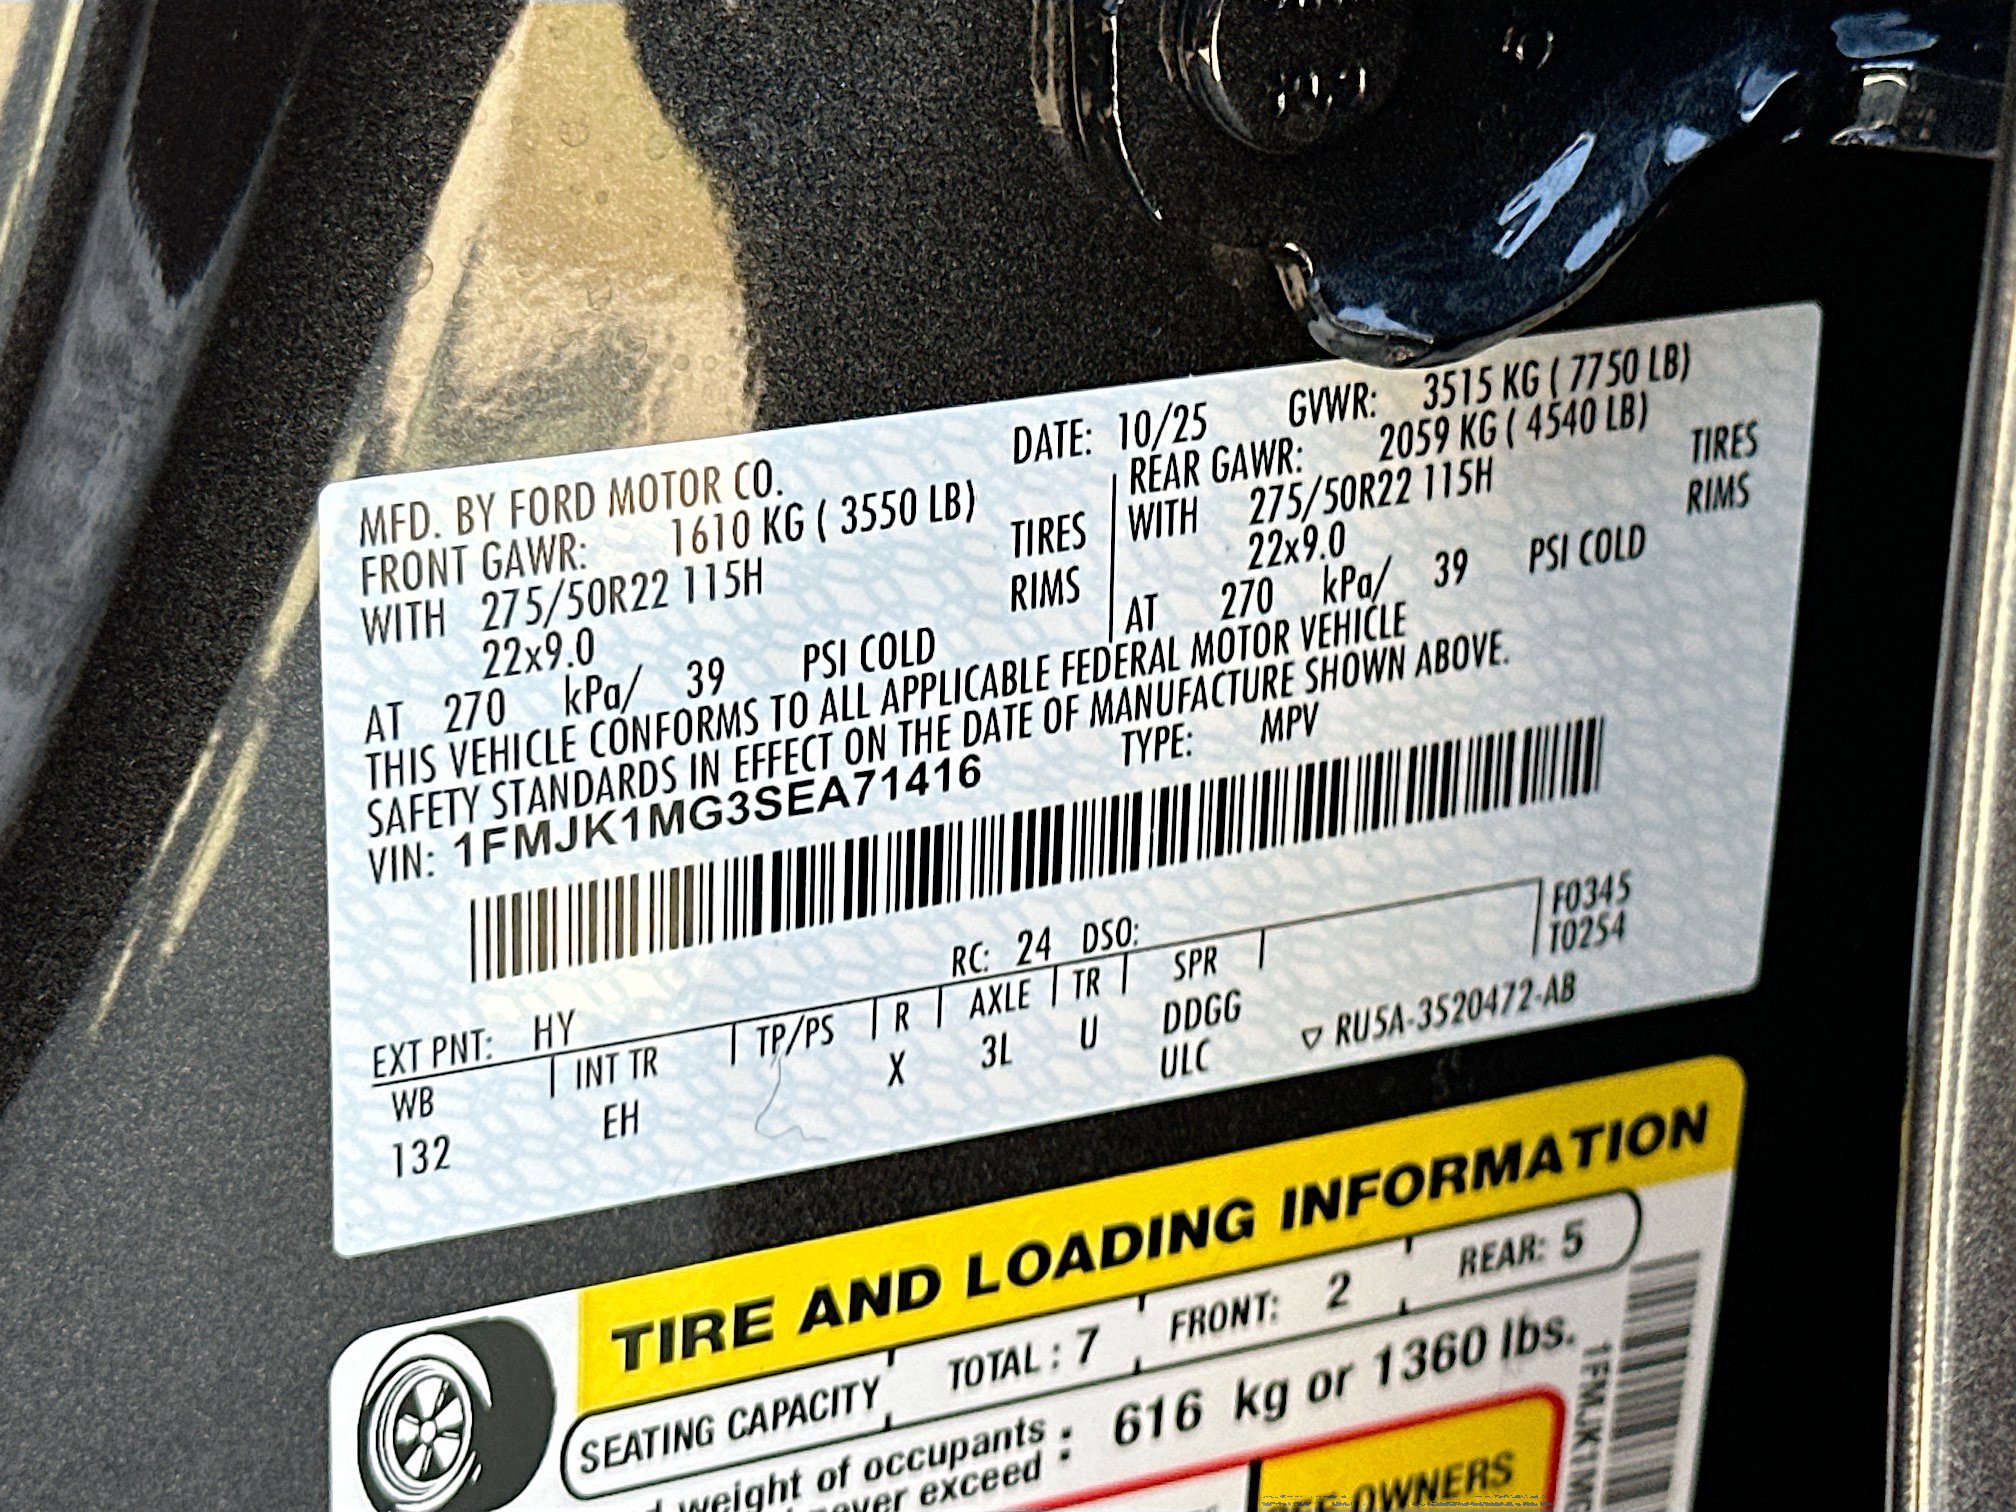 MFD. BY FORD MOTOR CO.
DATE: 10/25 GVWR: 3515 KG ( 7750 LB)
FRONT GAWR: 1610 KG ( 3550 LB)
WITH 275/50R22 115H TIRES
22x9.0 RIMS
AT 270 kPa/ 39 PSI COLD
REAR GAWR: 2059 KG ( 4540 LB)
WITH 275/50R22 115H TIRES
22x9.0 RIMS
AT 270 kPa/ 39 PSI COLD
THIS VEHICLE CONFORMS TO ALL APPLICABLE FEDERAL MOTOR VEHICLE
SAFETY STANDARDS IN EFFECT ON THE DATE OF MANUFACTURE SHOWN ABOVE.
VIN: 1FMJK1MG3SEA71416 TYPE: MPV
F0345
T0254
EXT PNT: HY RC: 24 DSO:
WB INT TR TP/PS R AXLE TR SPR
132 EH X 3L U DDGG
ULC
RU5A-3520472-AB
TIRE AND LOADING INFORMATION
SEATING CAPACITY TOTAL : 7 FRONT: 2 REAR: 5
weight of occupants : 616 kg or 1360 lbs.
exceed :
OWNERS
1FMJK1M